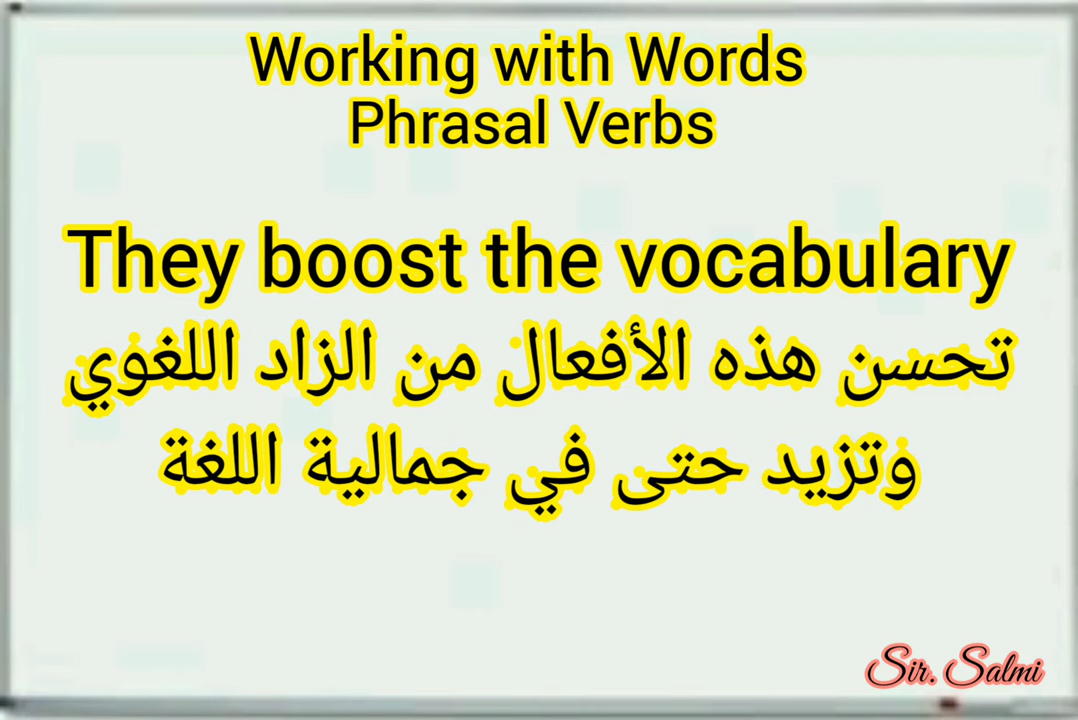 Working with Words
Phrasal Verbs
They boost the vocabulary
تحسن هذه الأفعال من الزاد اللغوي
وتزيد حتى في جمالية اللغة
Sir. Salmi